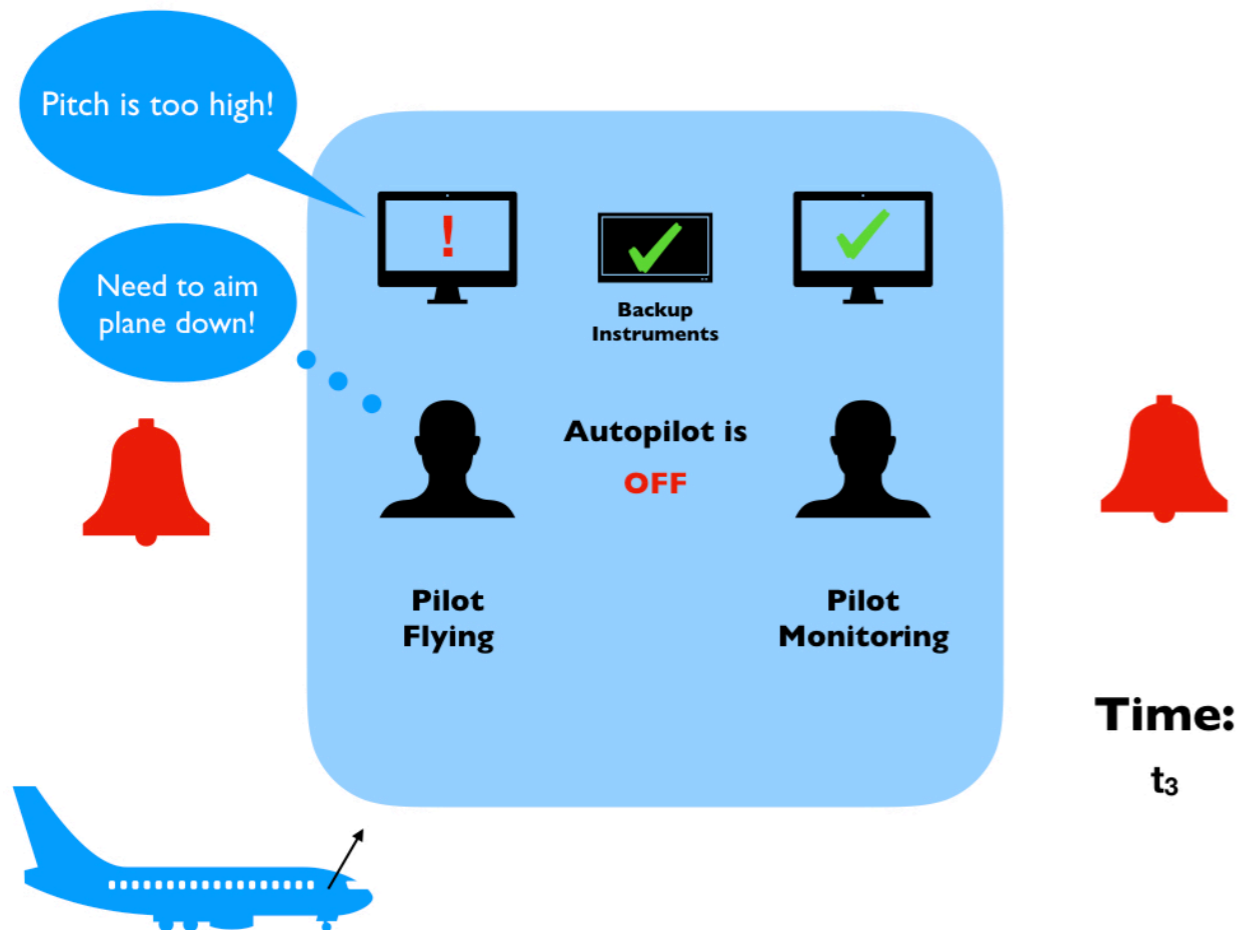 Pitch is too high!
Need to aim
plane down!
!
Backup
Instruments
Autopilot is
OFF
Pilot
Flying
Pilot
Monitoring
Time:
t₃